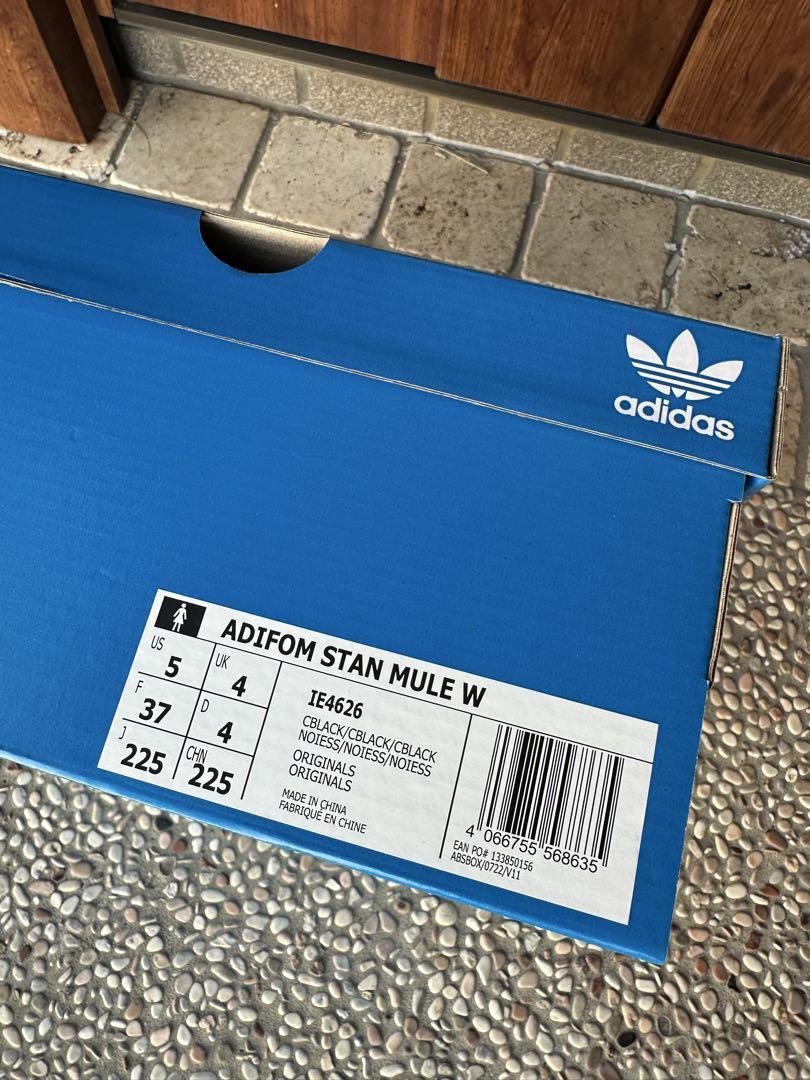 adidas
ADIFOM STAN MULE W
US
5
UK
4
F
37
D
4
J
225
CHN
225
IE4626
CBLACK/CBLACK/CBLACK
NOIESS/NOIESS/NOIESS
ORIGINALS
ORIGINALS
MADE IN CHINA
FABRIQUÉ EN CHINE
4 066755 568635
EAN PO# 133850156
ABSBOX/0722/V11